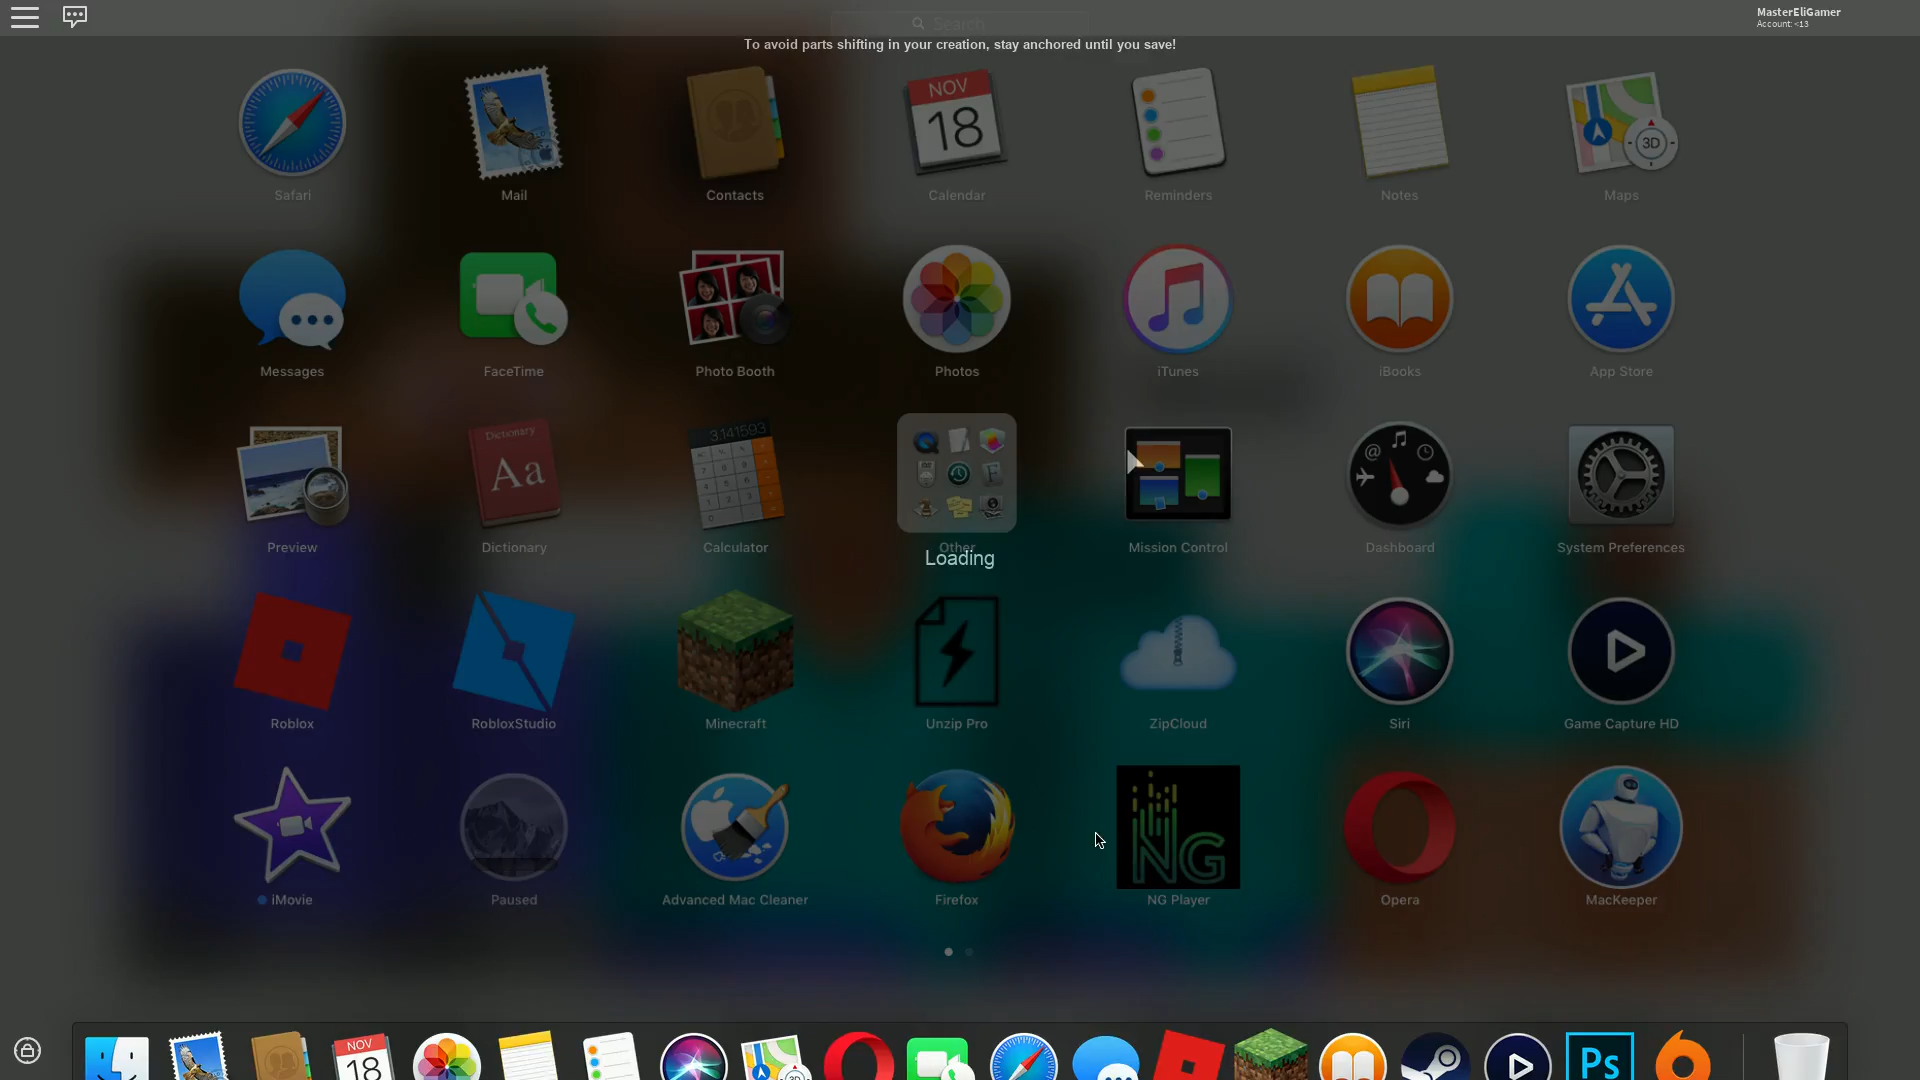 Search
MasterEliGamer
Account: <13
To avoid parts shifting in your creation, stay anchored until you save!
NOV
18
3D
Safari
Mail
Contacts
Calendar
Reminders
Notes
Maps
Messages
FaceTime
Photo Booth
Photos
iTunes
iBooks
App Store
Dictionary
Aa
3.141593
Preview
Dictionary
Calculator
Other
Mission Control
Dashboard
System Preferences
Loading
Roblox
RobloxStudio
Minecraft
Unzip Pro
ZipCloud
Siri
Game Capture HD
NG
iMovie
Paused
Advanced Mac Cleaner
Firefox
NG Player
Opera
MacKeeper
NOV
18
3D
Ps